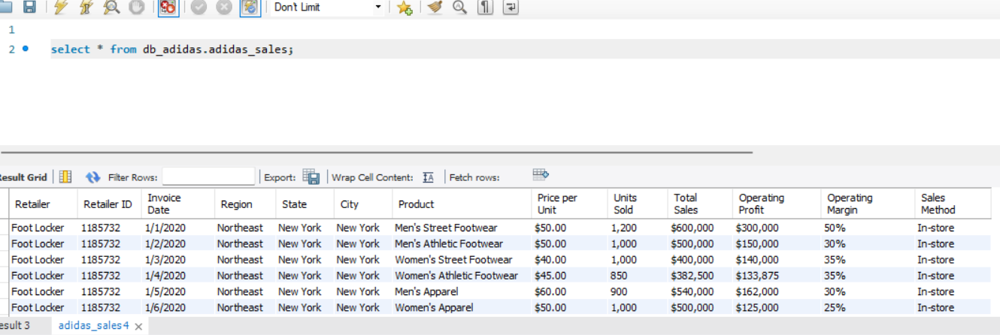 Don't Limit
1
2 select * from db_adidas.adidas_sales;
Result Grid Filter Rows: Export: Wrap Cell Content: Fetch rows:
Retailer Retailer ID Invoice Date Region State City Product Price per Unit Units Sold Total Sales Operating Profit Operating Margin Sales Method
Foot Locker 1185732 1/1/2020 Northeast New York New York Men's Street Footwear $50.00 1,200 $600,000 $300,000 50% In-store
Foot Locker 1185732 1/2/2020 Northeast New York New York Men's Athletic Footwear $50.00 1,000 $500,000 $150,000 30% In-store
Foot Locker 1185732 1/3/2020 Northeast New York New York Women's Street Footwear $40.00 1,000 $400,000 $140,000 35% In-store
Foot Locker 1185732 1/4/2020 Northeast New York New York Women's Athletic Footwear $45.00 850 $382,500 $133,875 35% In-store
Foot Locker 1185732 1/5/2020 Northeast New York New York Men's Apparel $60.00 900 $540,000 $162,000 30% In-store
Foot Locker 1185732 1/6/2020 Northeast New York New York Women's Apparel $50.00 1,000 $500,000 $125,000 25% In-store
esult 3 adidas_sales4